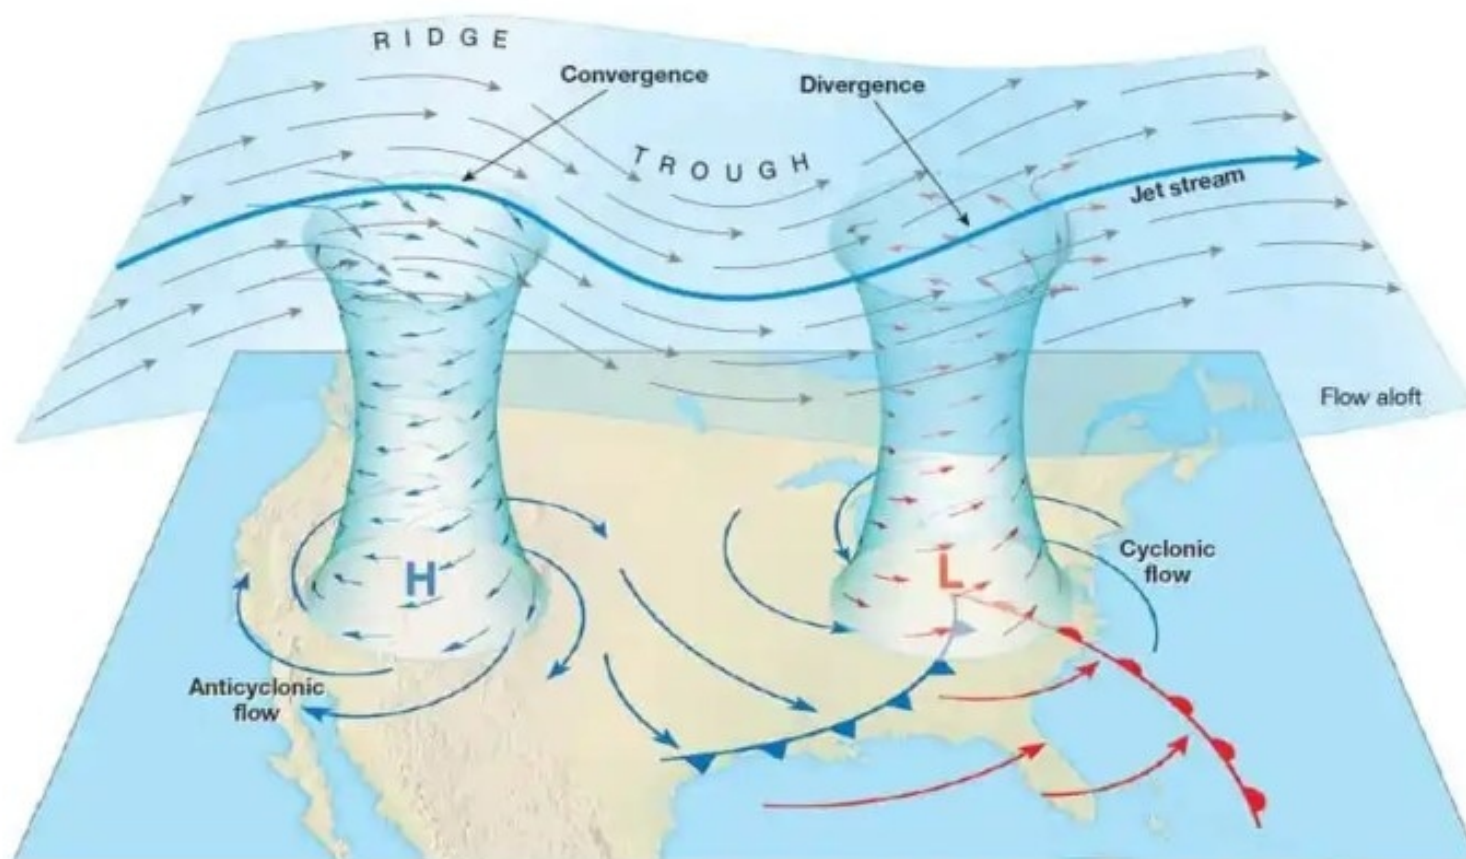 RIDGE
Convergence
Divergence
TROUGH
Jet stream
Flow aloft
H
L
Cyclonic
flow
Anticyclonic
flow